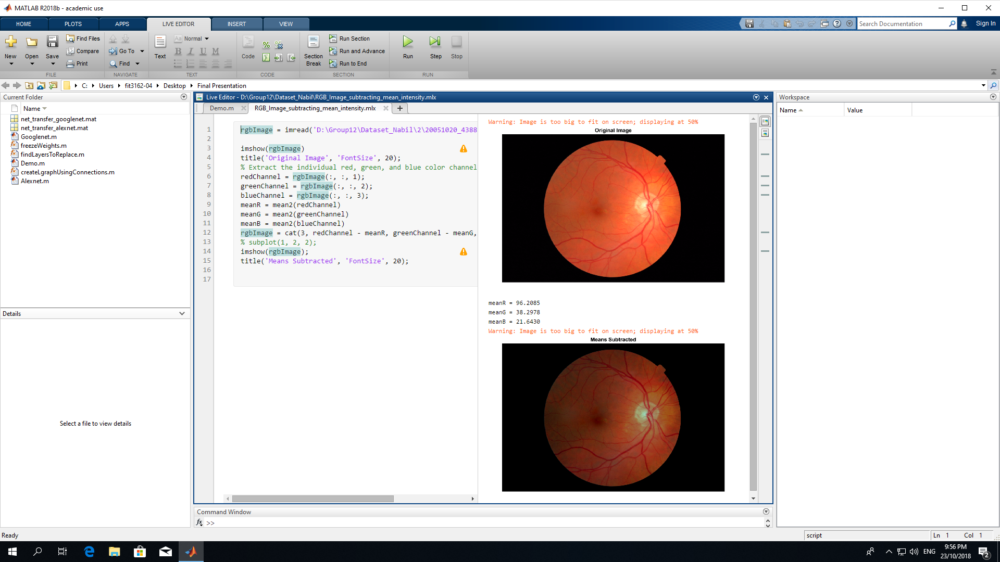 MATLAB R2018b - academic use
HOME PLOTS APPS LIVE EDITOR INSERT VIEW
Search Documentation
Sign In
New
Open
Save
Find Files
Compare
Print
FILE
Go To
Find
NAVIGATE
Text
Aa Normal
B I U M
TEXT
Code
CODE
Section
Break
Run Section
Run and Advance
Run to End
SECTION
Run
Step
Stop
RUN
C: Users fit3162-04 Desktop Final Presentation
Current Folder
Name
net_transfer_googlenet.mat
net_transfer_alexnet.mat
Googlenet.m
freezeWeights.m
findLayersToReplace.m
Demo.m
createLgraphUsingConnections.m
Alexnet.m
Details
Select a file to view details
Live Editor - D:\Group12\Dataset_Nabil\RGB_Image_subtracting_mean_intensity.mlx
Demo.m
RGB_Image_subtracting_mean_intensity.mlx
1 rgbImage = imread('D:\Group12\Dataset_Nabil\2\20051020_4388
2
3 imshow(rgbImage)
4 title('Original Image', 'FontSize', 20);
5 % Extract the individual red, green, and blue color channel
6 redChannel = rgbImage(:, :, 1);
7 greenChannel = rgbImage(:, :, 2);
8 blueChannel = rgbImage(:, :, 3);
9 meanR = mean2(redChannel)
10 meanG = mean2(greenChannel)
11 meanB = mean2(blueChannel)
12 rgbImage = cat(3, redChannel - meanR, greenChannel - meanG,
13 % subplot(1, 2, 2);
14 imshow(rgbImage);
15 title('Means Subtracted', 'FontSize', 20);
16
17
Warning: Image is too big to fit on screen; displaying at 50%
Original Image
meanR = 96.2085
meanG = 38.2978
meanB = 21.6430
Warning: Image is too big to fit on screen; displaying at 50%
Means Subtracted
Command Window
fx >>
Workspace
Name Value
Ready
script
Ln 1 Col 1
ENG
9:56 PM
23/10/2018
2